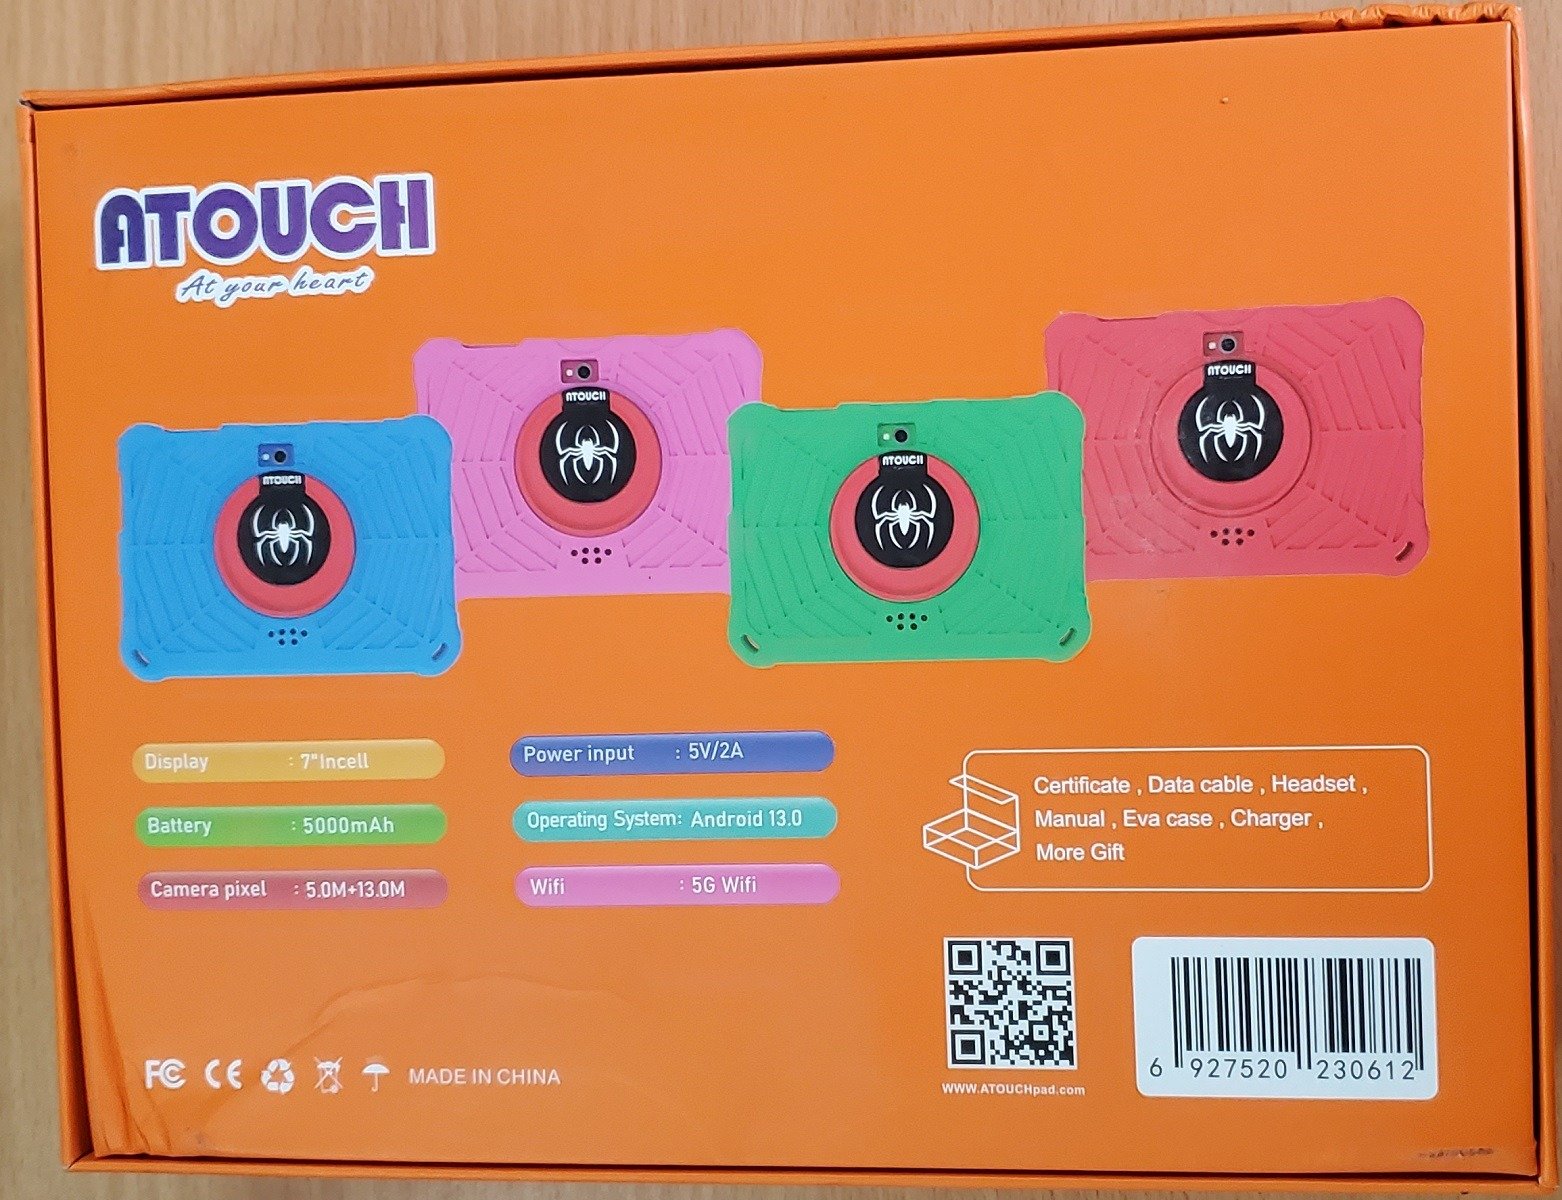 ATOUCH
At your heart
ATOUCH
ATOUCH
ATOUCH
ATOUCH
Display : 7"Incell
Battery : 5000mAh
Camera pixel : 5.0M+13.0M
Power input : 5V/2A
Operating System: Android 13.0
Wifi : 5G Wifi
Certificate , Data cable , Headset ,
Manual , Eva case , Charger ,
More Gift
FC CE MADE IN CHINA
www.ATOUCHpad.com
6 927520 230612